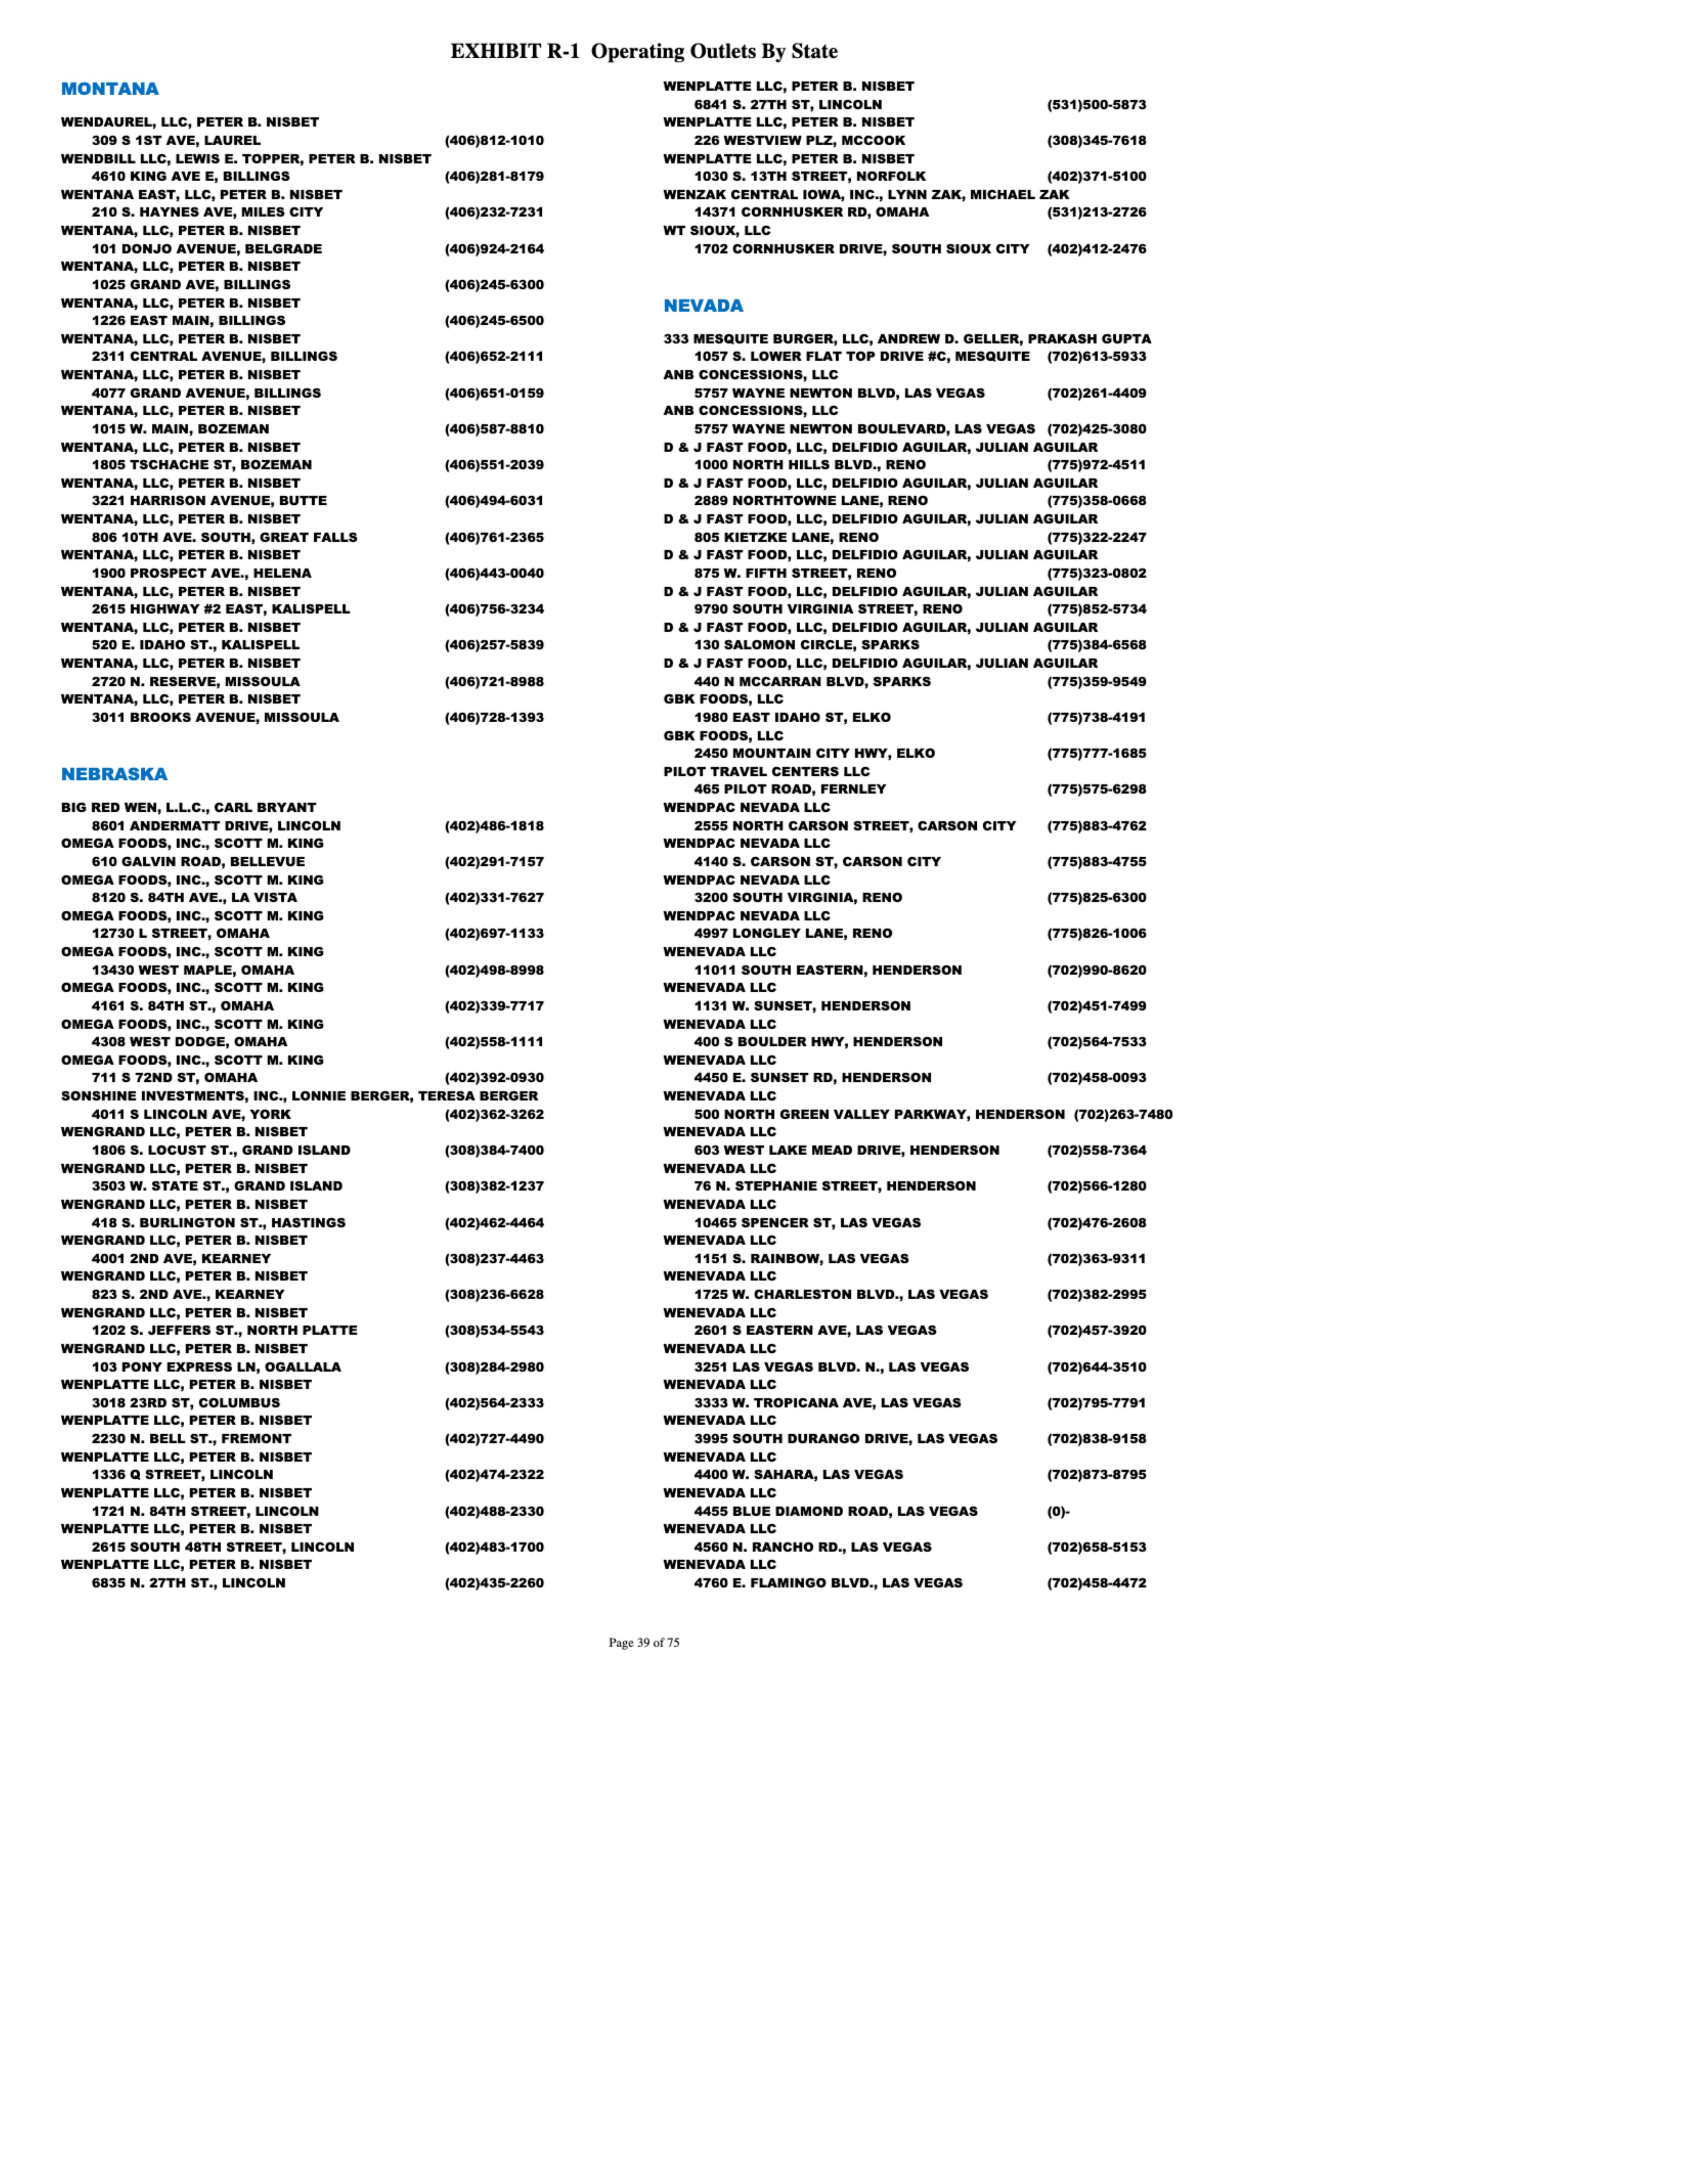 EXHIBIT R-1 Operating Outlets By State
MONTANA
WENDAUREL, LLC, PETER B. NISBET
309 S 1ST AVE, LAUREL (406)812-1010
WENDBILL LLC, LEWIS E. TOPPER, PETER B. NISBET
4610 KING AVE E, BILLINGS (406)281-8179
WENTANA EAST, LLC, PETER B. NISBET
210 S. HAYNES AVE, MILES CITY (406)232-7231
WENTANA, LLC, PETER B. NISBET
101 DONJO AVENUE, BELGRADE (406)924-2164
WENTANA, LLC, PETER B. NISBET
1025 GRAND AVE, BILLINGS (406)245-6300
WENTANA, LLC, PETER B. NISBET
1226 EAST MAIN, BILLINGS (406)245-6500
WENTANA, LLC, PETER B. NISBET
2311 CENTRAL AVENUE, BILLINGS (406)652-2111
WENTANA, LLC, PETER B. NISBET
4077 GRAND AVENUE, BILLINGS (406)651-0159
WENTANA, LLC, PETER B. NISBET
1015 W. MAIN, BOZEMAN (406)587-8810
WENTANA, LLC, PETER B. NISBET
1805 TSCHACHE ST, BOZEMAN (406)551-2039
WENTANA, LLC, PETER B. NISBET
3221 HARRISON AVENUE, BUTTE (406)494-6031
WENTANA, LLC, PETER B. NISBET
806 10TH AVE. SOUTH, GREAT FALLS (406)761-2365
WENTANA, LLC, PETER B. NISBET
1900 PROSPECT AVE., HELENA (406)443-0040
WENTANA, LLC, PETER B. NISBET
2615 HIGHWAY #2 EAST, KALISPELL (406)756-3234
WENTANA, LLC, PETER B. NISBET
520 E. IDAHO ST., KALISPELL (406)257-5839
WENTANA, LLC, PETER B. NISBET
2720 N. RESERVE, MISSOULA (406)721-8988
WENTANA, LLC, PETER B. NISBET
3011 BROOKS AVENUE, MISSOULA (406)728-1393
NEBRASKA
BIG RED WEN, L.L.C., CARL BRYANT
8601 ANDERMATT DRIVE, LINCOLN (402)486-1818
OMEGA FOODS, INC., SCOTT M. KING
610 GALVIN ROAD, BELLEVUE (402)291-7157
OMEGA FOODS, INC., SCOTT M. KING
8120 S. 84TH AVE., LA VISTA (402)331-7627
OMEGA FOODS, INC., SCOTT M. KING
12730 L STREET, OMAHA (402)697-1133
OMEGA FOODS, INC., SCOTT M. KING
13430 WEST MAPLE, OMAHA (402)498-8998
OMEGA FOODS, INC., SCOTT M. KING
4161 S. 84TH ST., OMAHA (402)339-7717
OMEGA FOODS, INC., SCOTT M. KING
4308 WEST DODGE, OMAHA (402)558-1111
OMEGA FOODS, INC., SCOTT M. KING
711 S 72ND ST, OMAHA (402)392-0930
SONSHINE INVESTMENTS, INC., LONNIE BERGER, TERESA BERGER
4011 S LINCOLN AVE, YORK (402)362-3262
WENGRAND LLC, PETER B. NISBET
1806 S. LOCUST ST., GRAND ISLAND (308)384-7400
WENGRAND LLC, PETER B. NISBET
3503 W. STATE ST., GRAND ISLAND (308)382-1237
WENGRAND LLC, PETER B. NISBET
418 S. BURLINGTON ST., HASTINGS (402)462-4464
WENGRAND LLC, PETER B. NISBET
4001 2ND AVE, KEARNEY (308)237-4463
WENGRAND LLC, PETER B. NISBET
823 S. 2ND AVE., KEARNEY (308)236-6628
WENGRAND LLC, PETER B. NISBET
1202 S. JEFFERS ST., NORTH PLATTE (308)534-5543
WENGRAND LLC, PETER B. NISBET
103 PONY EXPRESS LN, OGALLALA (308)284-2980
WENPLATTE LLC, PETER B. NISBET
3018 23RD ST, COLUMBUS (402)564-2333
WENPLATTE LLC, PETER B. NISBET
2230 N. BELL ST., FREMONT (402)727-4490
WENPLATTE LLC, PETER B. NISBET
1336 Q STREET, LINCOLN (402)474-2322
WENPLATTE LLC, PETER B. NISBET
1721 N. 84TH STREET, LINCOLN (402)488-2330
WENPLATTE LLC, PETER B. NISBET
2615 SOUTH 48TH STREET, LINCOLN (402)483-1700
WENPLATTE LLC, PETER B. NISBET
6835 N. 27TH ST., LINCOLN (402)435-2260
WENPLATTE LLC, PETER B. NISBET
6841 S. 27TH ST, LINCOLN (531)500-5873
WENPLATTE LLC, PETER B. NISBET
226 WESTVIEW PLZ, MCCOOK (308)345-7618
WENPLATTE LLC, PETER B. NISBET
1030 S. 13TH STREET, NORFOLK (402)371-5100
WENZAK CENTRAL IOWA, INC., LYNN ZAK, MICHAEL ZAK
14371 CORNHUSKER RD, OMAHA (531)213-2726
WT SIOUX, LLC
1702 CORNHUSKER DRIVE, SOUTH SIOUX CITY (402)412-2476
NEVADA
333 MESQUITE BURGER, LLC, ANDREW D. GELLER, PRAKASH GUPTA
1057 S. LOWER FLAT TOP DRIVE #C, MESQUITE (702)613-5933
ANB CONCESSIONS, LLC
5757 WAYNE NEWTON BLVD, LAS VEGAS (702)261-4409
ANB CONCESSIONS, LLC
5757 WAYNE NEWTON BOULEVARD, LAS VEGAS (702)425-3080
D & J FAST FOOD, LLC, DELFIDIO AGUILAR, JULIAN AGUILAR
1000 NORTH HILLS BLVD., RENO (775)972-4511
D & J FAST FOOD, LLC, DELFIDIO AGUILAR, JULIAN AGUILAR
2889 NORTHTOWNE LANE, RENO (775)358-0668
D & J FAST FOOD, LLC, DELFIDIO AGUILAR, JULIAN AGUILAR
805 KIETZKE LANE, RENO (775)322-2247
D & J FAST FOOD, LLC, DELFIDIO AGUILAR, JULIAN AGUILAR
875 W. FIFTH STREET, RENO (775)323-0802
D & J FAST FOOD, LLC, DELFIDIO AGUILAR, JULIAN AGUILAR
9790 SOUTH VIRGINIA STREET, RENO (775)852-5734
D & J FAST FOOD, LLC, DELFIDIO AGUILAR, JULIAN AGUILAR
130 SALOMON CIRCLE, SPARKS (775)384-6568
D & J FAST FOOD, LLC, DELFIDIO AGUILAR, JULIAN AGUILAR
440 N MCCARRAN BLVD, SPARKS (775)359-9549
GBK FOODS, LLC
1980 EAST IDAHO ST, ELKO (775)738-4191
GBK FOODS, LLC
2450 MOUNTAIN CITY HWY, ELKO (775)777-1685
PILOT TRAVEL CENTERS LLC
465 PILOT ROAD, FERNLEY (775)575-6298
WENDPAC NEVADA LLC
2555 NORTH CARSON STREET, CARSON CITY (775)883-4762
WENDPAC NEVADA LLC
4140 S. CARSON ST, CARSON CITY (775)883-4755
WENDPAC NEVADA LLC
3200 SOUTH VIRGINIA, RENO (775)825-6300
WENDPAC NEVADA LLC
4997 LONGLEY LANE, RENO (775)826-1006
WENEVADA LLC
11011 SOUTH EASTERN, HENDERSON (702)990-8620
WENEVADA LLC
1131 W. SUNSET, HENDERSON (702)451-7499
WENEVADA LLC
400 S BOULDER HWY, HENDERSON (702)564-7533
WENEVADA LLC
4450 E. SUNSET RD, HENDERSON (702)458-0093
WENEVADA LLC
500 NORTH GREEN VALLEY PARKWAY, HENDERSON (702)263-7480
WENEVADA LLC
603 WEST LAKE MEAD DRIVE, HENDERSON (702)558-7364
WENEVADA LLC
76 N. STEPHANIE STREET, HENDERSON (702)566-1280
WENEVADA LLC
10465 SPENCER ST, LAS VEGAS (702)476-2608
WENEVADA LLC
1151 S. RAINBOW, LAS VEGAS (702)363-9311
WENEVADA LLC
1725 W. CHARLESTON BLVD., LAS VEGAS (702)382-2995
WENEVADA LLC
2601 S EASTERN AVE, LAS VEGAS (702)457-3920
WENEVADA LLC
3251 LAS VEGAS BLVD. N., LAS VEGAS (702)644-3510
WENEVADA LLC
3333 W. TROPICANA AVE, LAS VEGAS (702)795-7791
WENEVADA LLC
3995 SOUTH DURANGO DRIVE, LAS VEGAS (702)838-9158
WENEVADA LLC
4400 W. SAHARA, LAS VEGAS (702)873-8795
WENEVADA LLC
4455 BLUE DIAMOND ROAD, LAS VEGAS (0)-
WENEVADA LLC
4560 N. RANCHO RD., LAS VEGAS (702)658-5153
WENEVADA LLC
4760 E. FLAMINGO BLVD., LAS VEGAS (702)458-4472
Page 39 of 75